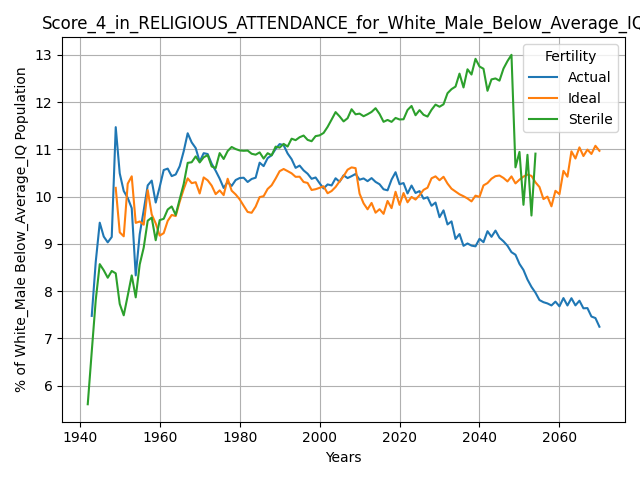 Score_4_in_RELIGIOUS_ATTENDANCE_for_White_Male_Below_Average_IQ
% of White_Male Below_Average_IQ Population
13
12
11
10
9
8
7
6
Fertility
Actual
Ideal
Sterile
1940
1960
1980
2000
2020
2040
2060
Years